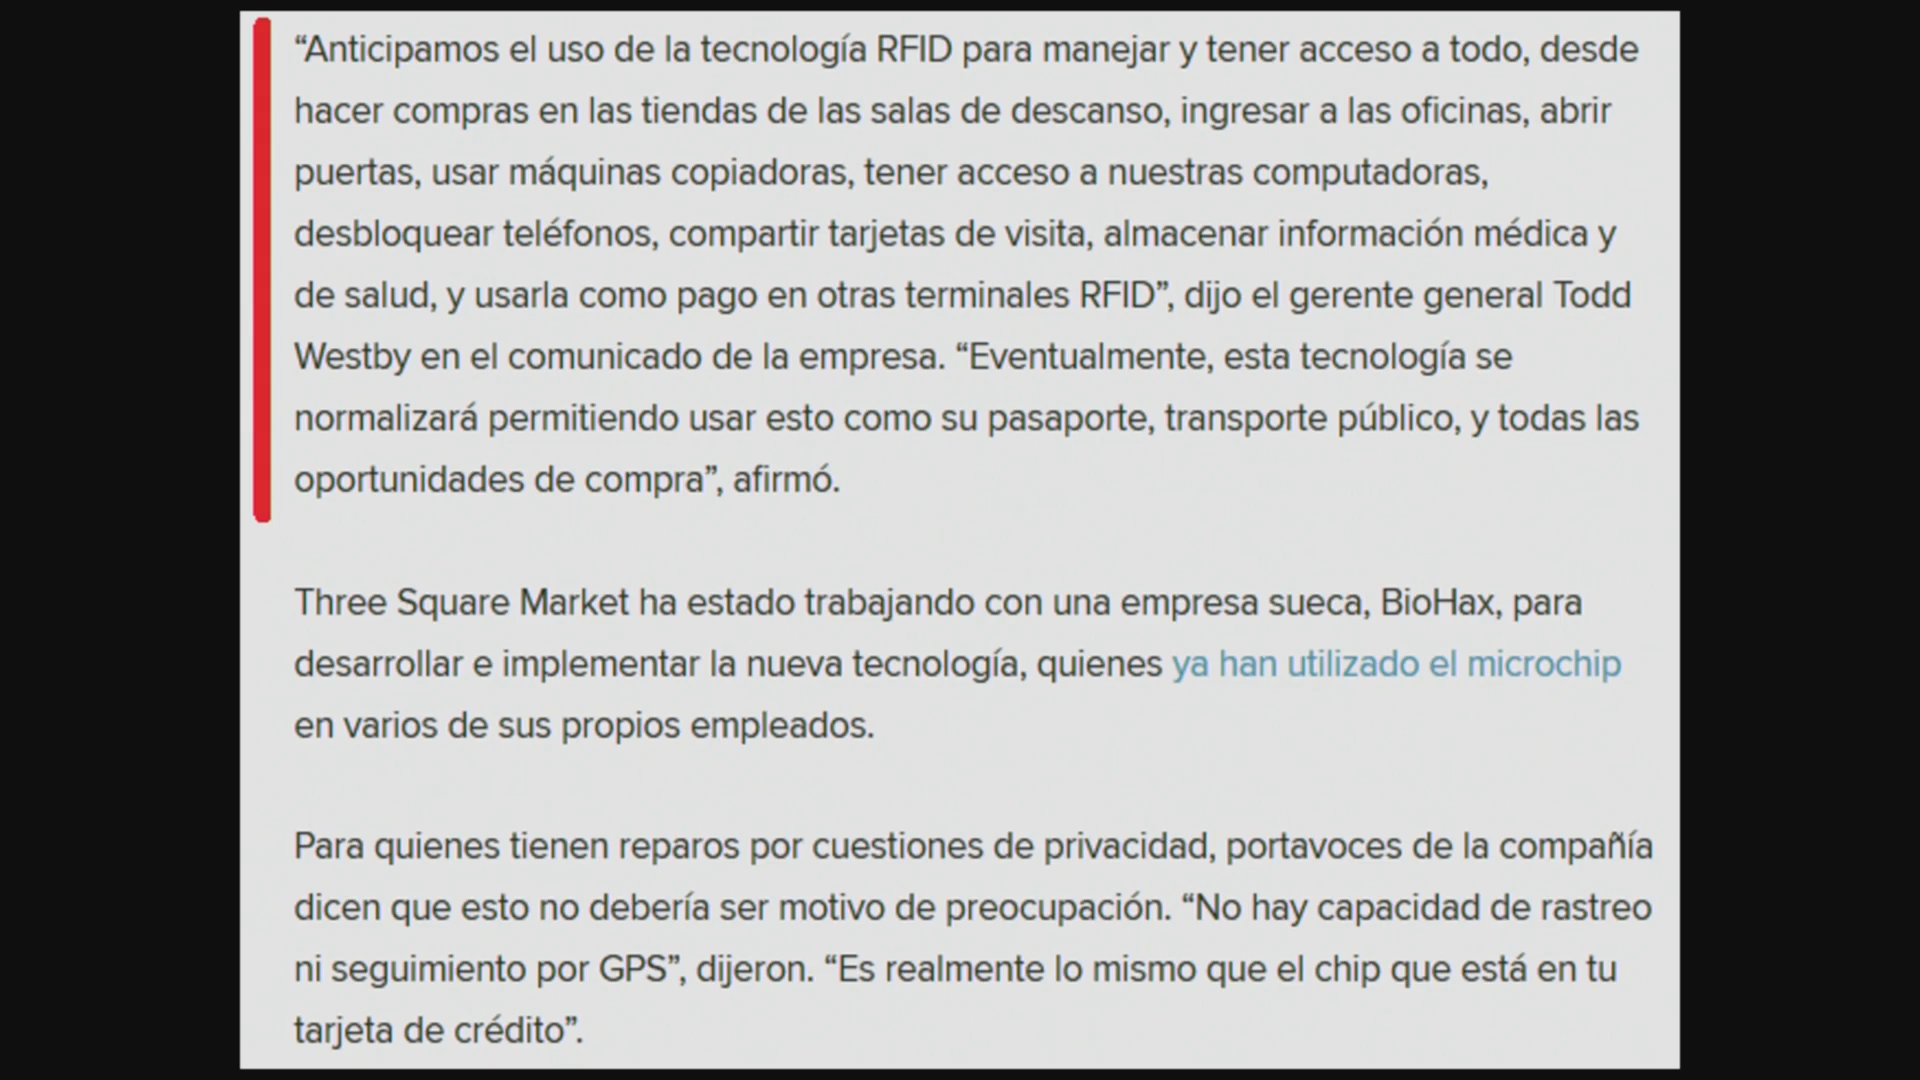 “Anticipamos el uso de la tecnología RFID para manejar y tener acceso a todo, desde
hacer compras en las tiendas de las salas de descanso, ingresar a las oficinas, abrir
puertas, usar máquinas copiadoras, tener acceso a nuestras computadoras,
desbloquear teléfonos, compartir tarjetas de visita, almacenar información médica y
de salud, y usarla como pago en otras terminales RFID”, dijo el gerente general Todd
Westby en el comunicado de la empresa. “Eventualmente, esta tecnología se
normalizará permitiendo usar esto como su pasaporte, transporte público, y todas las
oportunidades de compra”, afirmó.
Three Square Market ha estado trabajando con una empresa sueca, BioHax, para
desarrollar e implementar la nueva tecnología, quienes ya han utilizado el microchip
en varios de sus propios empleados.
Para quienes tienen reparos por cuestiones de privacidad, portavoces de la compañía
dicen que esto no debería ser motivo de preocupación. “No hay capacidad de rastreo
ni seguimiento por GPS”, dijeron. “Es realmente lo mismo que el chip que está en tu
tarjeta de crédito”.